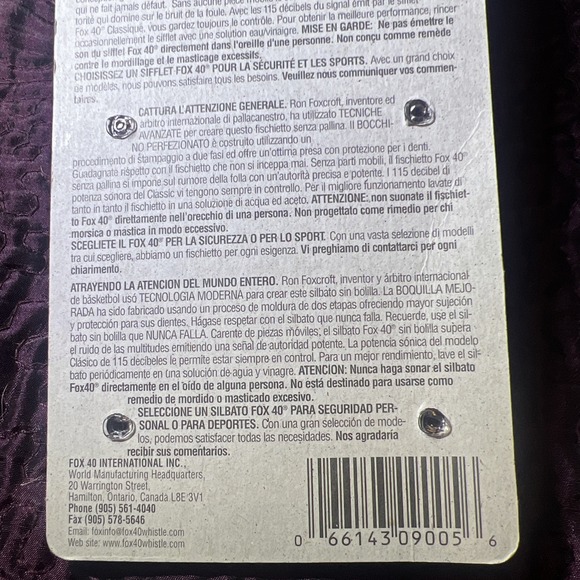 qui ne fait jamais défaut. Sans aucune pièce
torité qui domine sur le bruit de la foule. Avec les 115 décibels du signal émit par le sifflet
Fox 40® Classique, vous gardez toujours le contrôle. Pour obtenir la meilleure performance, rincer
occasionnellement le sifflet avec une solution eau/vinaigre. MISE EN GARDE: Ne pas émettre le
son du sifflet Fox 40® directement dans l'oreille d'une personne. Non conçu comme remède
contre le mordillage et le masticage excessifs.
CHOISISSEZ UN SIFFLET FOX 40® POUR LA SÉCURITÉ ET LES SPORTS. Avec un grand choix
de modèles, nous pouvons satisfaire tous les besoins. Veuillez nous communiquer vos commen-
taires.
CATTURA L'ATTENZIONE GENERALE. Ron Foxcroft, inventore ed
arbitro internazionale di pallacanestro, ha utilizzato TECNICHE
AVANZATE per creare questo fischietto senza pallina. Il BOCCHI-
NO PERFEZIONATO è costruito utilizzando un
procedimento di stampaggio a due fasi ed offre un'ottima presa con protezione per i denti.
Guadagnate rispetto con il fischietto che non si inceppa mai. Senza parti mobili, il fischietto Fox 40®
senza pallina si impone sul rumore della folla con un'autorità precisa e potente. I 115 decibel di
potenza sonora del Classic vi tengono sempre in controllo. Per il migliore funzionamento lavate di
tanto in tanto il fischietto in una soluzione di acqua ed aceto. ATTENZIONE: non suonate il fischiet-
to Fox 40® direttamente nell'orecchio di una persona. Non progettato come rimedio per chi
morsica o mastica in modo eccessivo.
SCEGLIETE IL FOX 40® PER LA SICUREZZA O PER LO SPORT. Con una vasta selezione di modelli
tra cui scegliere, abbiamo un fischietto per ogni esigenza. Vi preghiamo di contattarci per ogni
chiarimento.
ATRAYENDO LA ATENCION DEL MUNDO ENTERO. Ron Foxcroft, inventor y árbitro internacional
de básketbol usó TECNOLOGIA MODERNA para crear este silbato sin bolilla. La BOQUILLA MEJO-
RADA ha sido fabricado usando un proceso de moldura de dos etapas ofreciendo mayor sujeción
y protección para sus dientes. Hágase respetar con el silbato que nunca falla. Recuerde, use el sil-
bato sin bolilla que NUNCA FALLA. Carente de piezas móviles; el silbato Fox 40® sin bolilla supera
el ruido de las multitudes emitiendo una señal de autoridad potente. La potencia sónica del modelo
Clásico de 115 decibeles le permite estar siempre en control. Para un mejor rendimiento, lave el sil-
bato periódicamente en una solución de agua y vinagre. ATENCION: Nunca haga sonar el silbato
Fox40® directamente en el oído de alguna persona. No está destinado para usarse como
remedio de mordido o masticado excesivo.
SELECCIONE UN SILBATO FOX 40® PARA SEGURIDAD PER-
SONAL O PARA DEPORTES. Con una gran selección de mode-
los, podemos satisfacer todas las necesidades. Nos agradaría
recibir sus comentarios.
FOX 40 INTERNATIONAL INC.,
World Manufacturing Headquarters,
20 Warrington Street,
Hamilton, Ontario, Canada L8E 3V1
Phone (905) 561-4040
Fax (905) 578-5646
Email: foxinfo@fox40whistle.com
Web site: www.fox40whistle.com
0 66143 09005 6